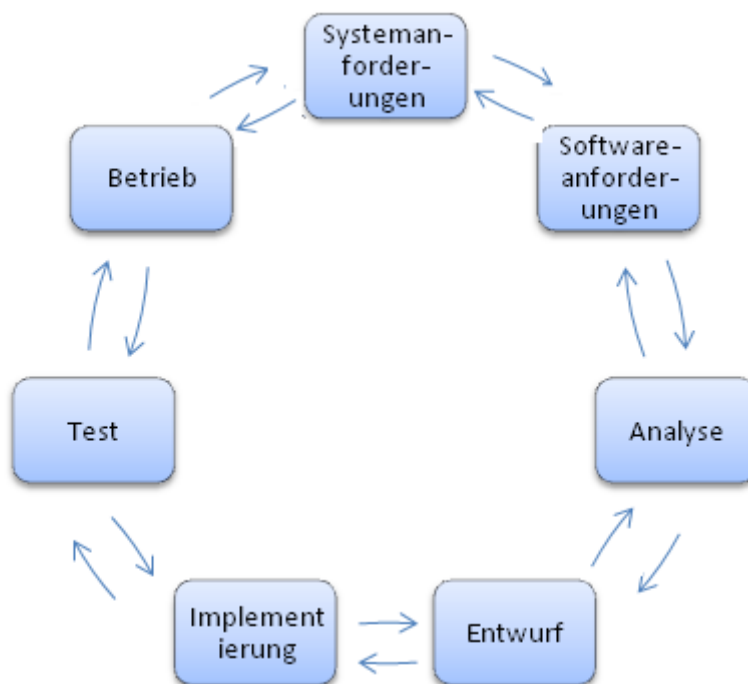 Systeman-
forder-
ungen
Software-
anforder-
ungen
Analyse
Entwurf
Implement
ierung
Test
Betrieb